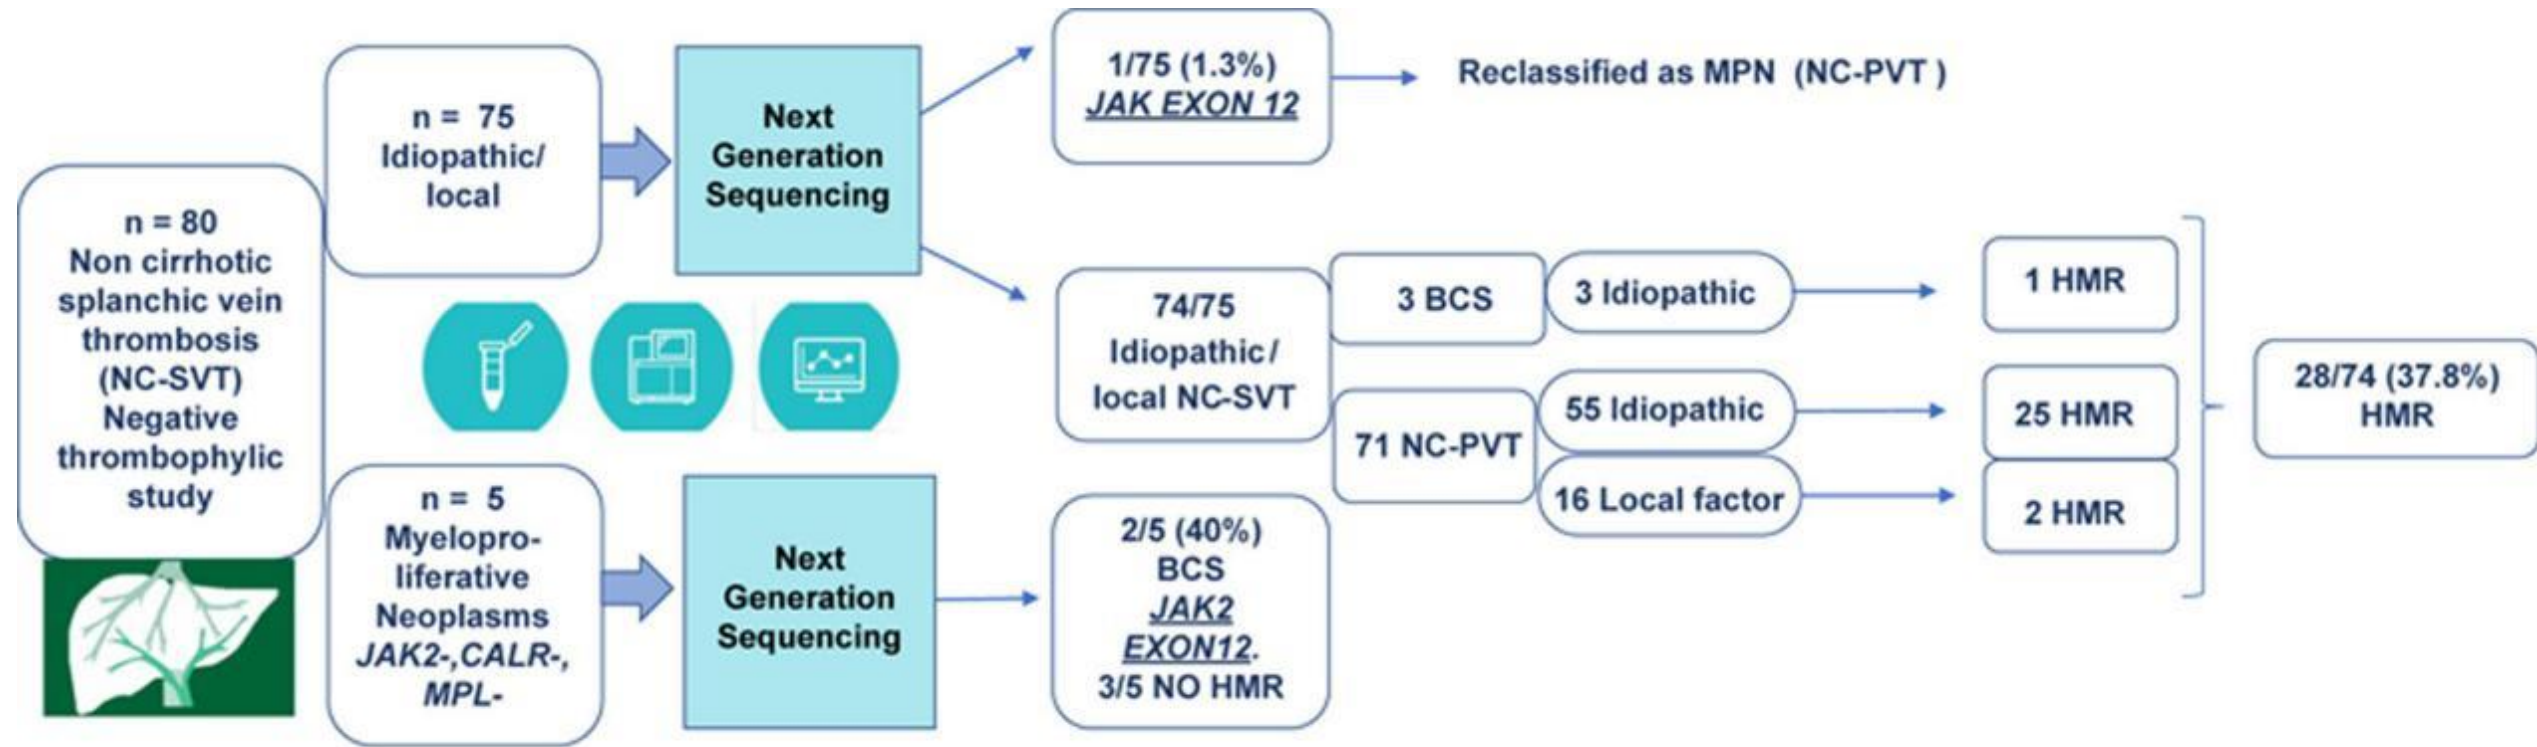 n = 80
Non cirrhotic
splanchic vein
thrombosis
(NC-SVT)
Negative
thrombophylic
study
n = 75
Idiopathic/
local
Next
Generation
Sequencing
1/75 (1.3%)
JAK EXON 12
Reclassified as MPN (NC-PVT )
74/75
Idiopathic/
local NC-SVT
3 BCS
3 Idiopathic
1 HMR
71 NC-PVT
55 Idiopathic
25 HMR
16 Local factor
2 HMR
28/74 (37.8%)
HMR
n = 5
Myelopro-
liferative
Neoplasms
JAK2-,CALR-,
MPL-
Next
Generation
Sequencing
2/5 (40%)
BCS
JAK2
EXON12.
3/5 NO HMR